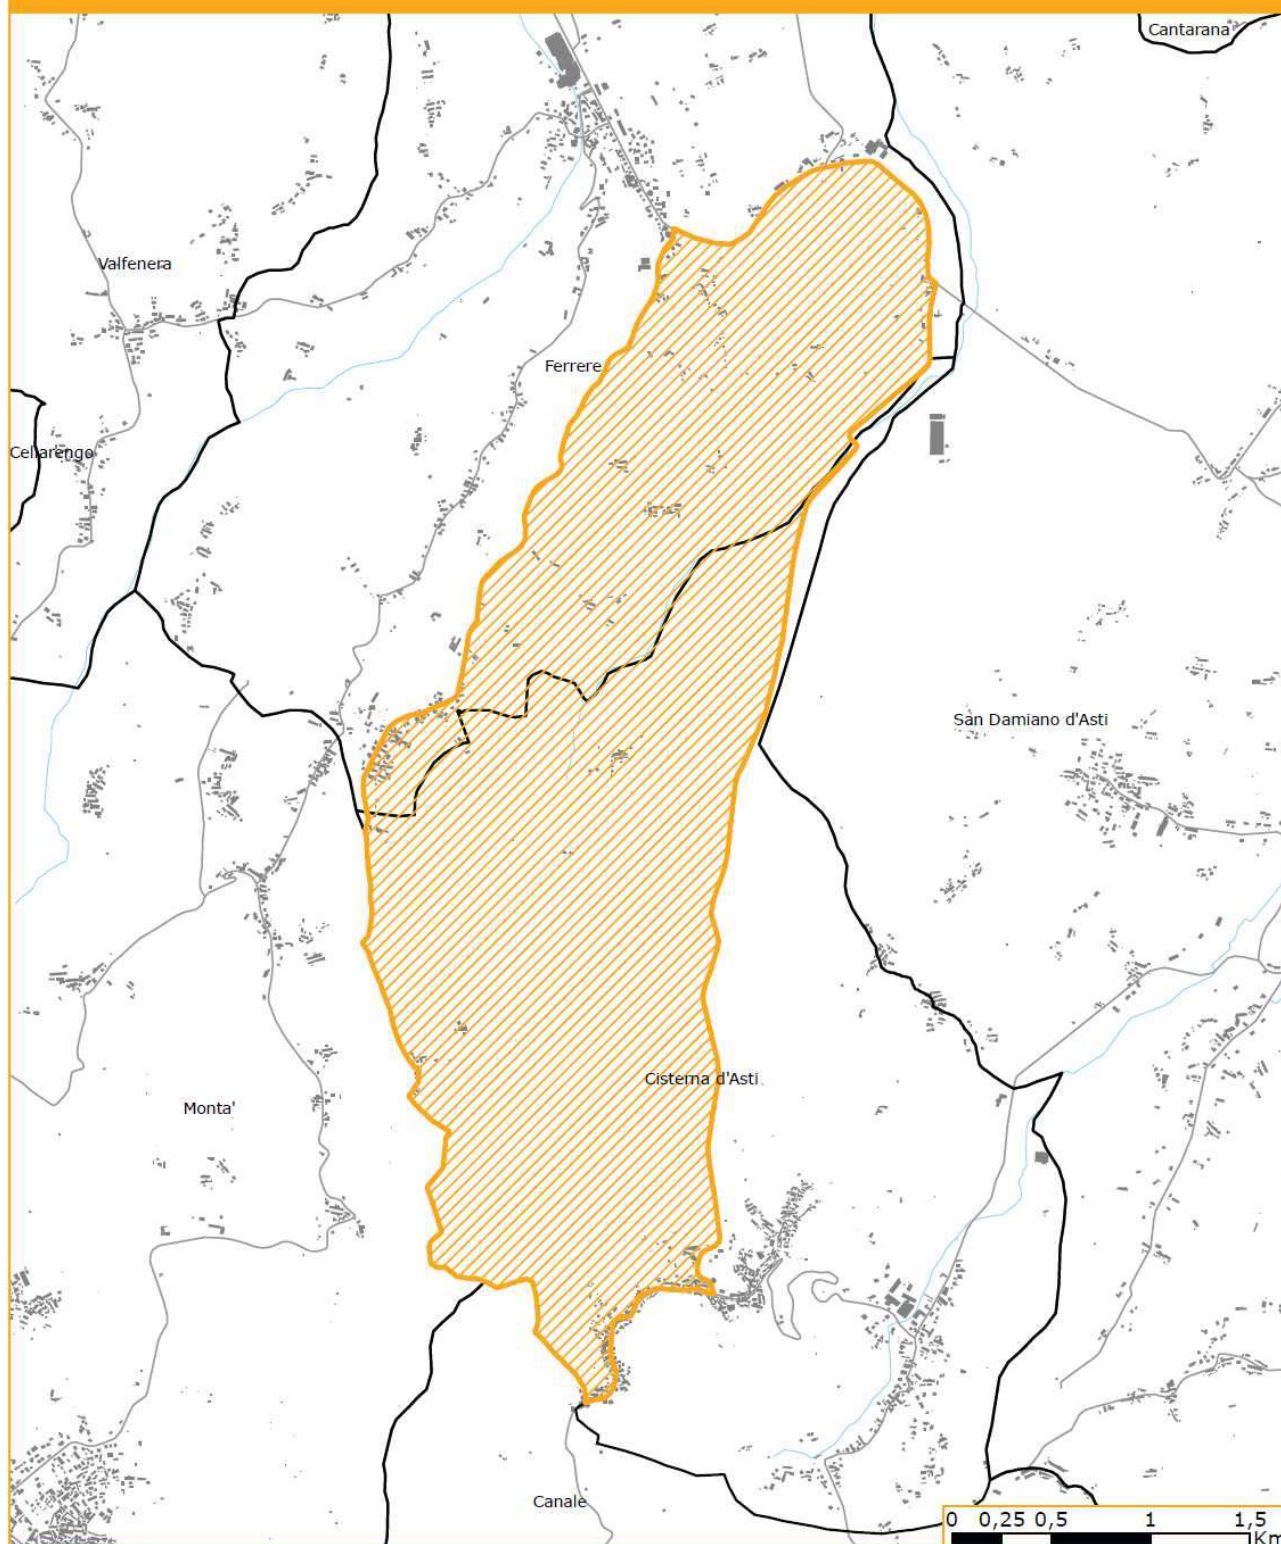 Cantarana
Valfenera
Ferrere
Cellarengo
San Damiano d'Asti
Cisterna d'Asti
Monta'
Canale
0 0,25 0,5 1 1,5
Km